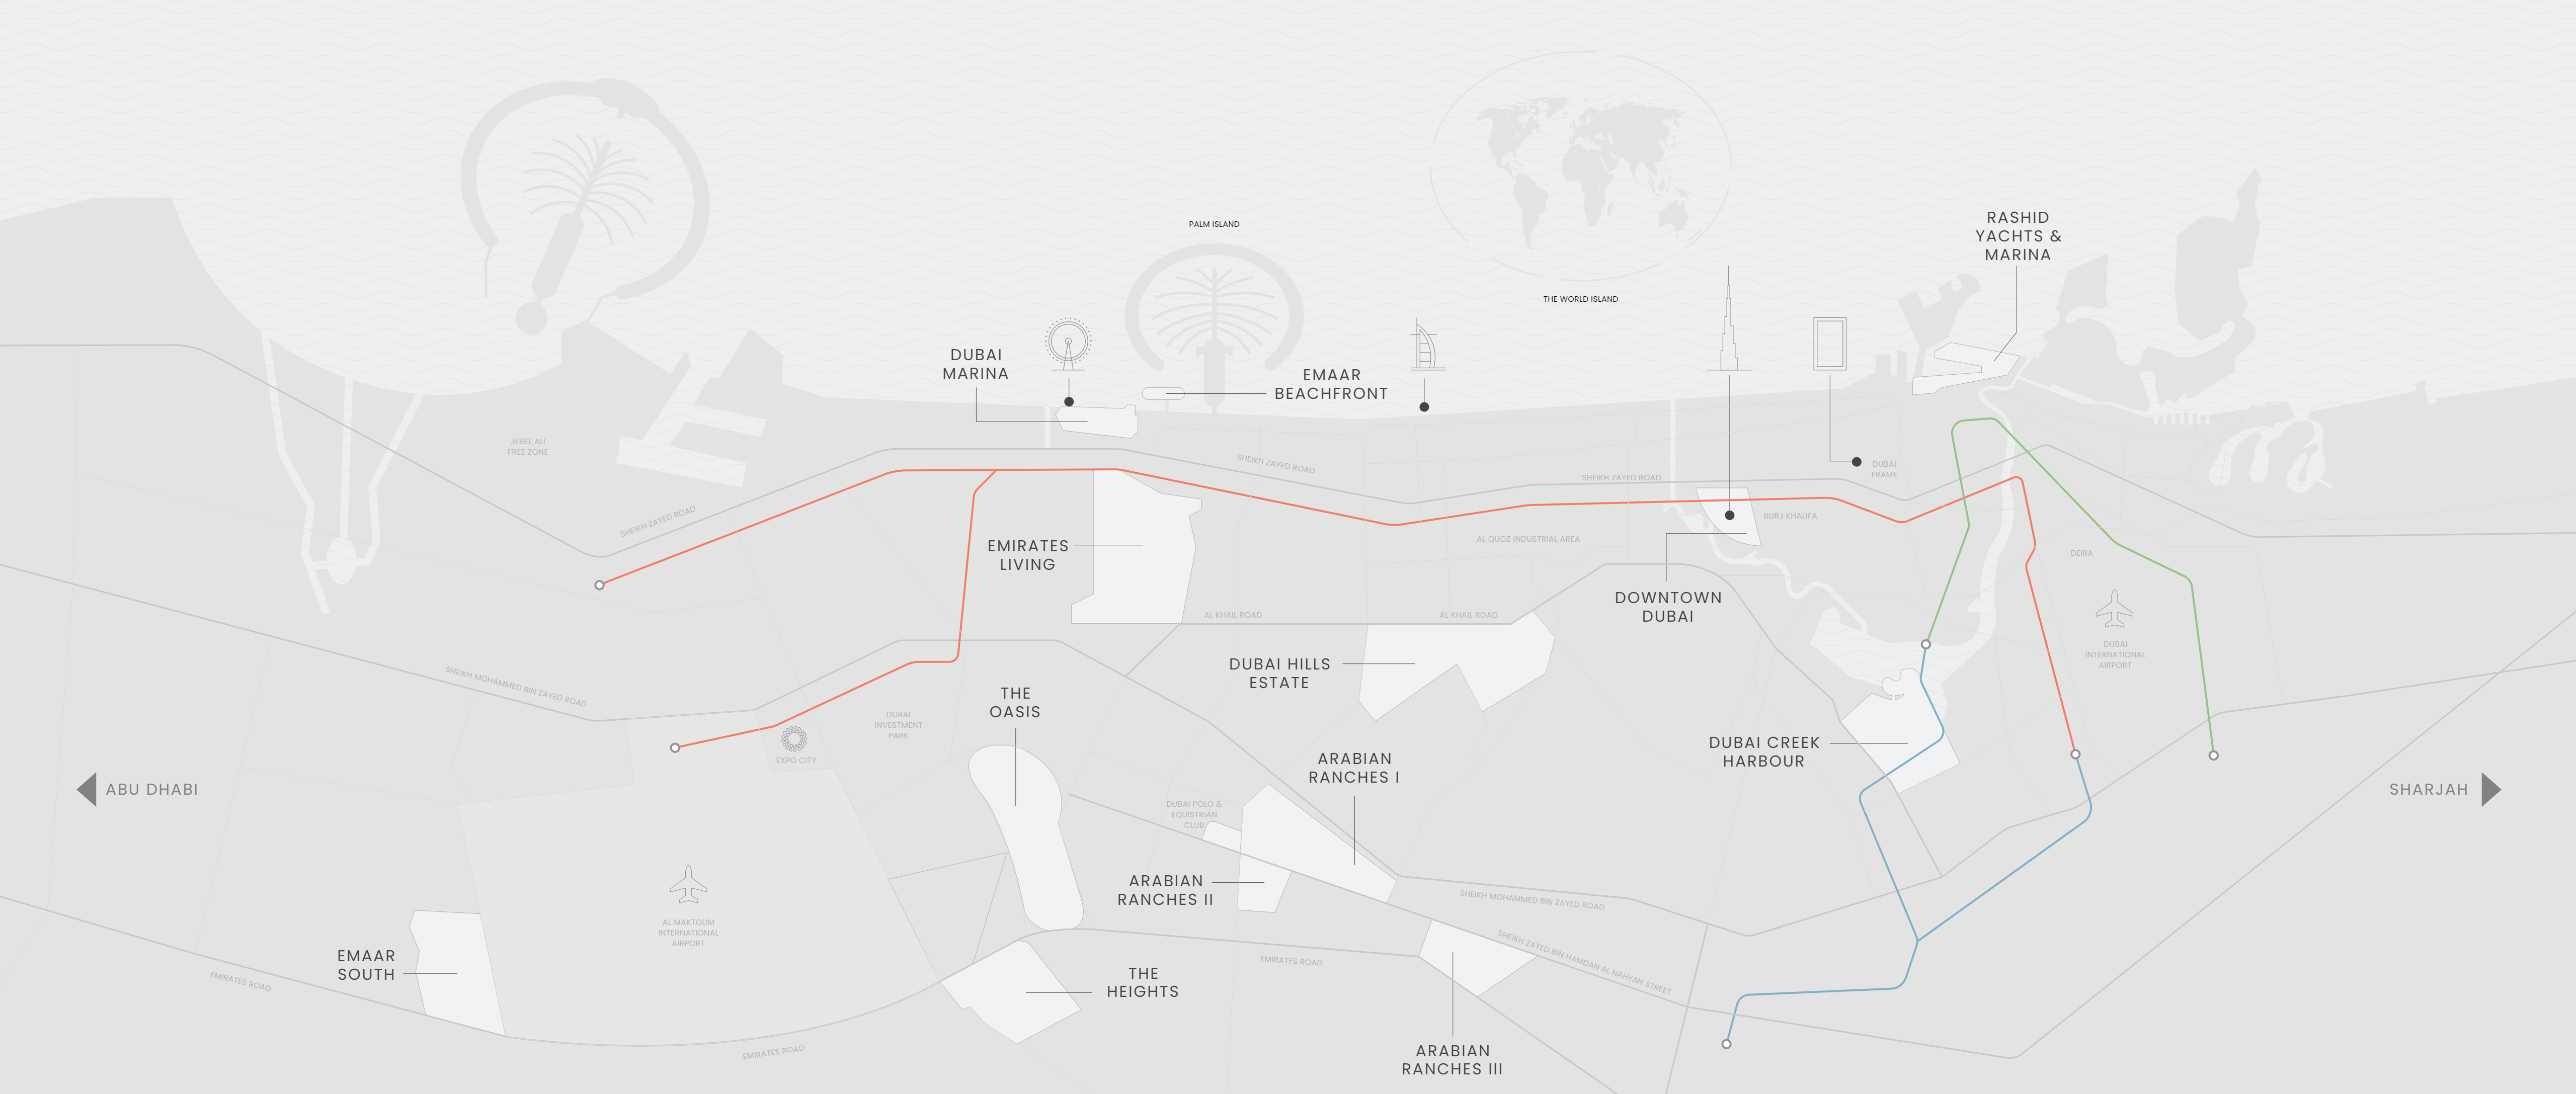 PALM ISLAND
THE WORLD ISLAND
RASHID
YACHTS &
MARINA
DUBAI
MARINA
EMAAR
BEACHFRONT
JEBEL ALI
FREE ZONE
SHEIKH ZAYED ROAD
SHEIKH ZAYED ROAD
SHEIKH ZAYED ROAD
DUBAI
FRAME
BURJ KHALIFA
AL QUOZ INDUSTRIAL AREA
EMIRATES
LIVING
DEIRA
DOWNTOWN
DUBAI
AL KHAIL ROAD
AL KHAIL ROAD
DUBAI
INTERNATIONAL
AIRPORT
DUBAI HILLS
ESTATE
SHEIKH MOHAMMED BIN ZAYED ROAD
THE
OASIS
DUBAI
INVESTMENT
PARK
EXPO CITY
DUBAI CREEK
HARBOUR
ARABIAN
RANCHES I
ABU DHABI
SHARJAH
DUBAI POLO &
EQUESTRIAN
CLUB
ARABIAN
RANCHES II
SHEIKH MOHAMMED BIN ZAYED ROAD
AL MAKTOUM
INTERNATIONAL
AIRPORT
SHEIKH ZAYED BIN HAMDAN AL NAHYAN STREET
EMAAR
SOUTH
EMIRATES ROAD
EMIRATES ROAD
THE
HEIGHTS
EMIRATES ROAD
ARABIAN
RANCHES III